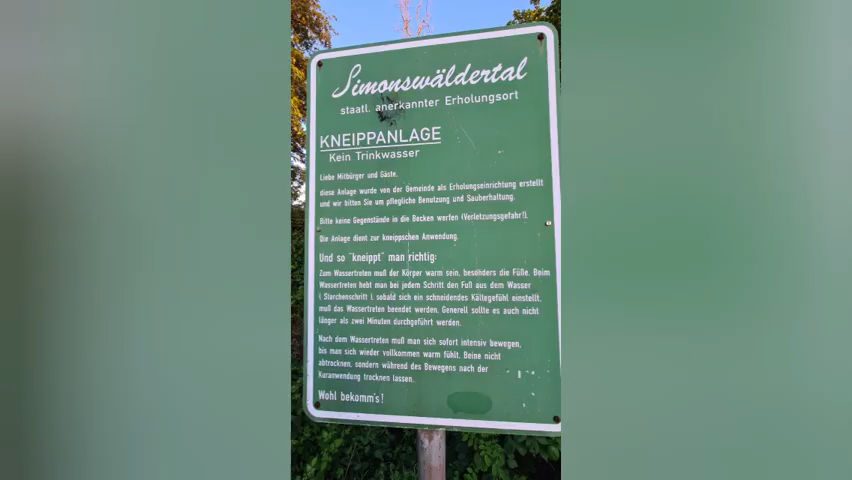 Simonswäldertal
staatl. anerkannter Erholungsort
KNEIPPANLAGE
Kein Trinkwasser
Liebe Mitbürger und Gäste,
diese Anlage wurde von der Gemeinde als Erholungseinrichtung erstellt
und wir bitten Sie um pflegliche Benutzung und Sauberhaltung.
Bitte keine Gegenstände in die Becken werfen (Verletzungsgefahr!).
Die Anlage dient zur kneippschen Anwendung.
Und so "kneippt" man richtig:
Zum Wassertreten muß der Körper warm sein, besonders die Füße. Beim
Wassertreten hebt man bei jedem Schritt den Fuß aus dem Wasser
( Storchenschritt ), sobald sich ein schneidendes Kältegefühl einstellt,
muß das Wassertreten beendet werden. Generell sollte es auch nicht
länger als zwei Minuten durchgeführt werden.
Nach dem Wassertreten muß man sich sofort intensiv bewegen,
bis man sich wieder vollkommen warm fühlt. Beine nicht
abtrocknen, sondern während des Bewegens nach der
Kuranwendung trocknen lassen.
Wohl bekomm's!